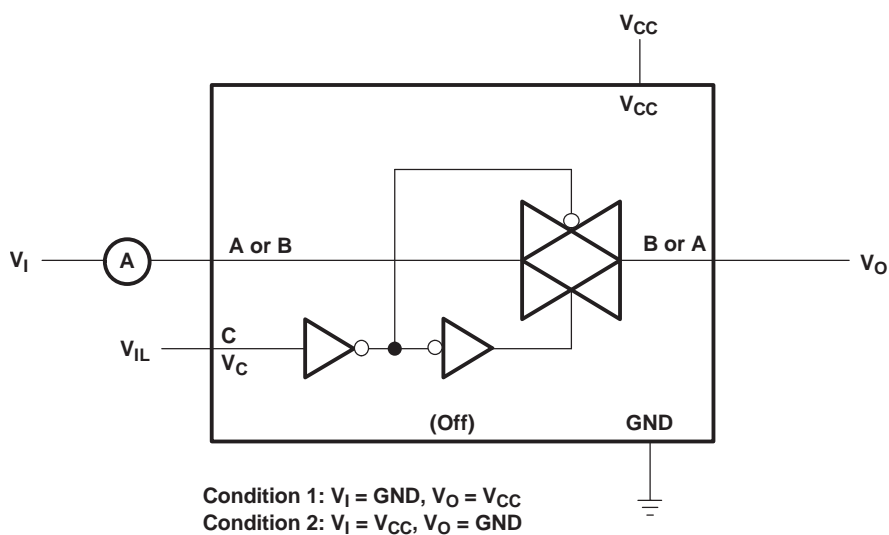 VCC
VCC
VI
A
A or B
B or A
VO
VIL
C
VC
(Off)
GND
Condition 1: VI = GND, VO = VCC
Condition 2: VI = VCC, VO = GND